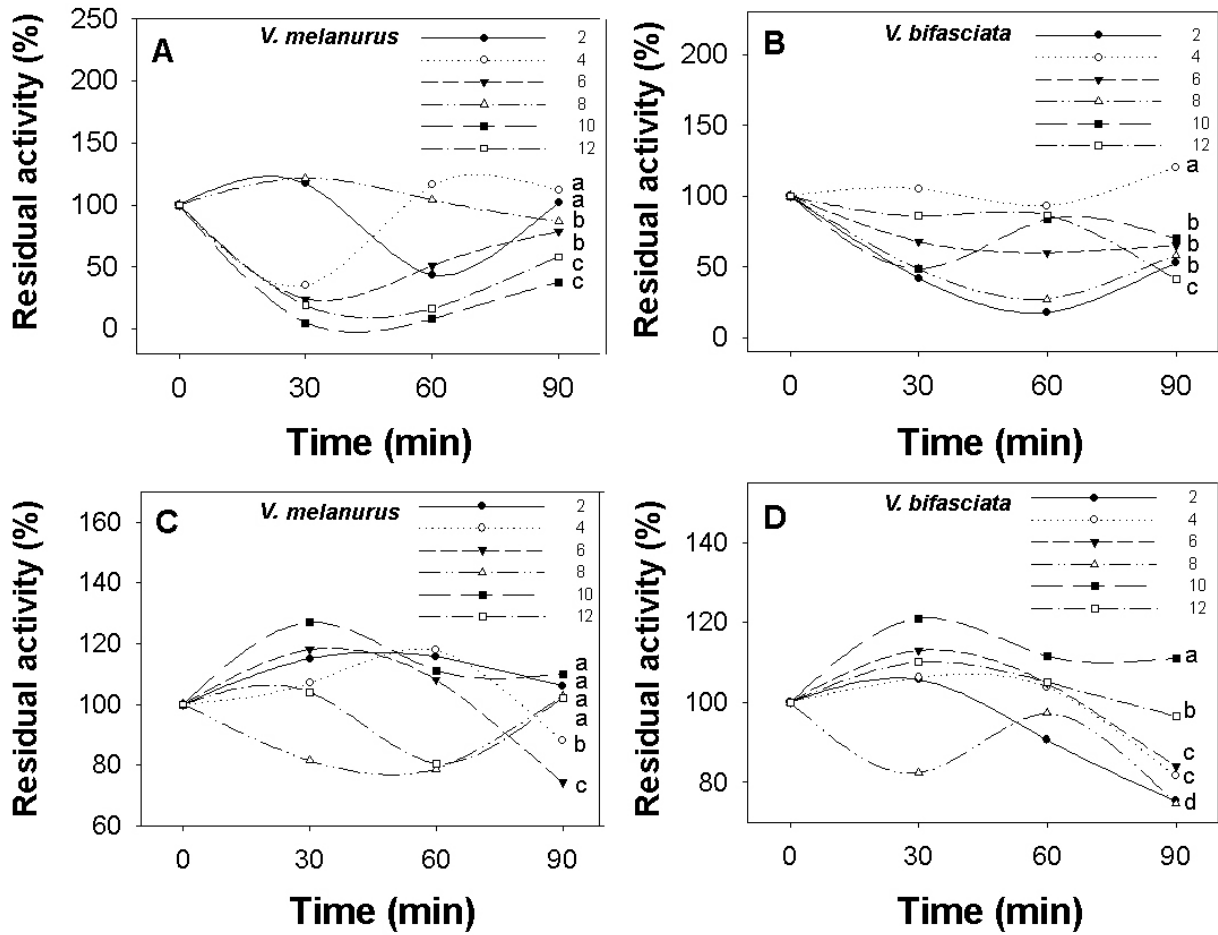 A
V. melanurus
2
4
6
8
10
12
Residual activity (%)
250
200
150
100
50
0
a
a
b
b
c
c
0 30 60 90
Time (min)
B
V. bifasciata
2
4
6
8
10
12
Residual activity (%)
200
150
100
50
0
a
b
b
b
c
0 30 60 90
Time (min)
C
V. melanurus
2
4
6
8
10
12
Residual activity (%)
160
140
120
100
80
60
a
a
a
a
b
c
0 30 60 90
Time (min)
D
V. bifasciata
2
4
6
8
10
12
Residual activity (%)
140
120
100
80
a
b
c
c
d
0 30 60 90
Time (min)